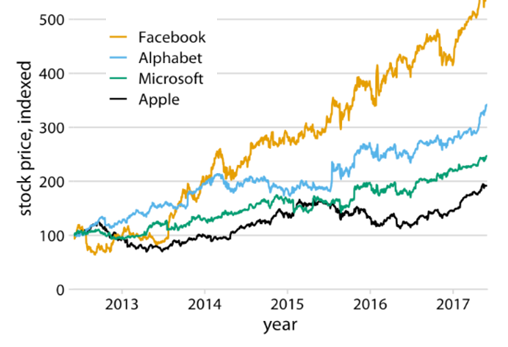 500
400
300
200
100
0
stock price, indexed
Facebook
Alphabet
Microsoft
Apple
2013 2014 2015 2016 2017
year